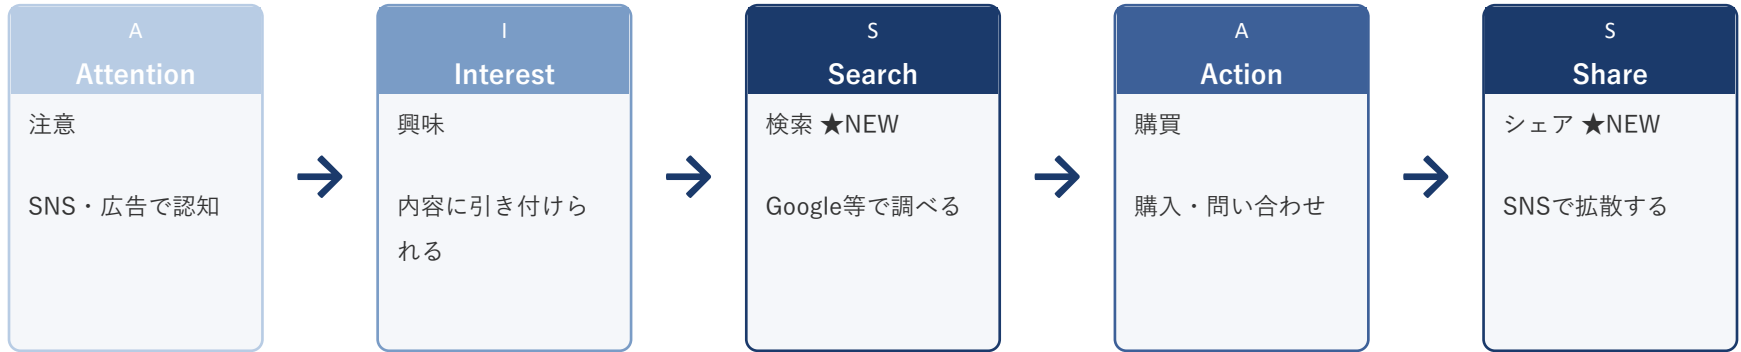 A
Attention
注意
SNS・広告で認知
I
Interest
興味
内容に引き付けら
れる
S
Search
検索 ★NEW
Google等で調べる
A
Action
購買
購入・問い合わせ
S
Share
シェア ★NEW
SNSで拡散する